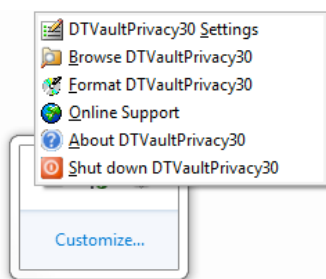 DTVaultPrivacy30 Settings
Browse DTVaultPrivacy30
Format DTVaultPrivacy30
Online Support
About DTVaultPrivacy30
Shut down DTVaultPrivacy30
Customize...